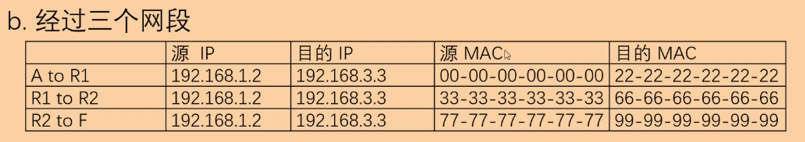 b. 经过三个网段
源 IP 目的 IP 源 MAC 目的 MAC
A to R1 192.168.1.2 192.168.3.3 00-00-00-00-00-00 22-22-22-22-22-22
R1 to R2 192.168.1.2 192.168.3.3 33-33-33-33-33-33 66-66-66-66-66-66
R2 to F 192.168.1.2 192.168.3.3 77-77-77-77-77-77 99-99-99-99-99-99